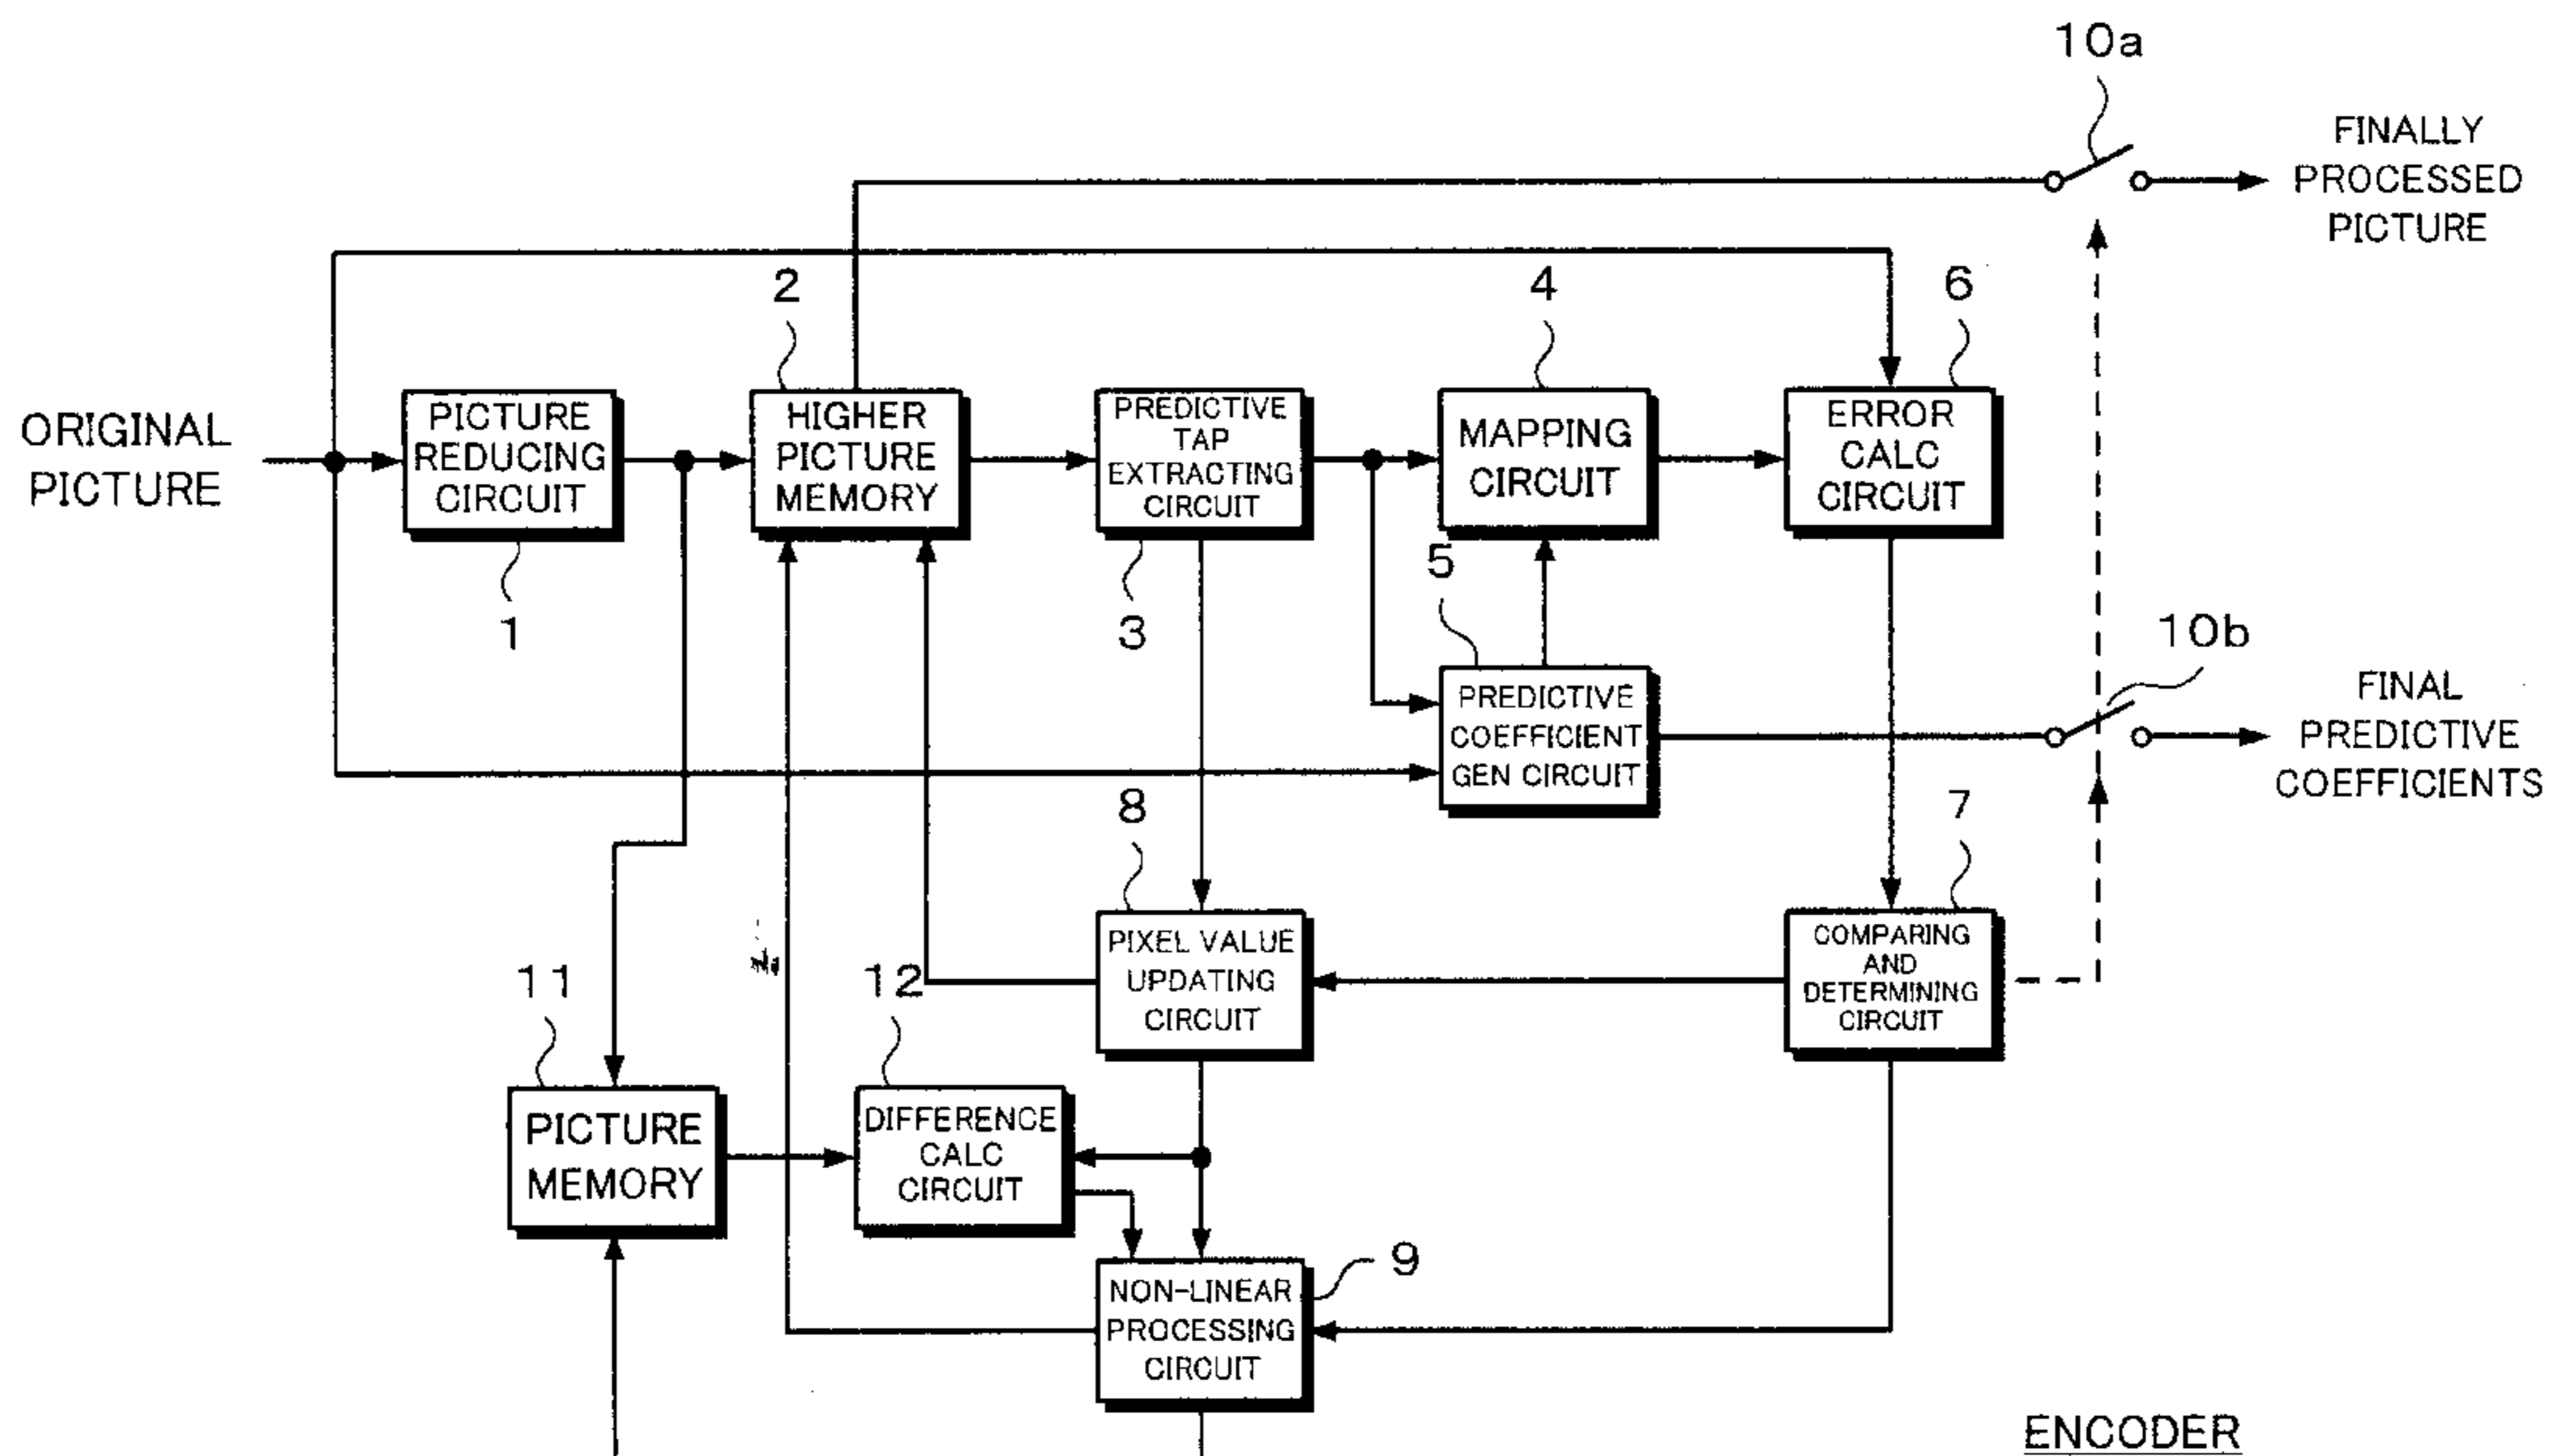 10a
FINALLY
PROCESSED
PICTURE
2
4
6
ORIGINAL
PICTURE
PICTURE
REDUCING
CIRCUIT
HIGHER
PICTURE
MEMORY
PREDICTIVE
TAP
EXTRACTING
CIRCUIT
MAPPING
CIRCUIT
ERROR
CALC
CIRCUIT
1
3
5
10b
PREDICTIVE
COEFFICIENT
GEN CIRCUIT
FINAL
PREDICTIVE
COEFFICIENTS
8
7
PIXEL VALUE
UPDATING
CIRCUIT
COMPARING
AND
DETERMINING
CIRCUIT
11
12
PICTURE
MEMORY
DIFFERENCE
CALC
CIRCUIT
9
NON-LINEAR
PROCESSING
CIRCUIT
ENCODER